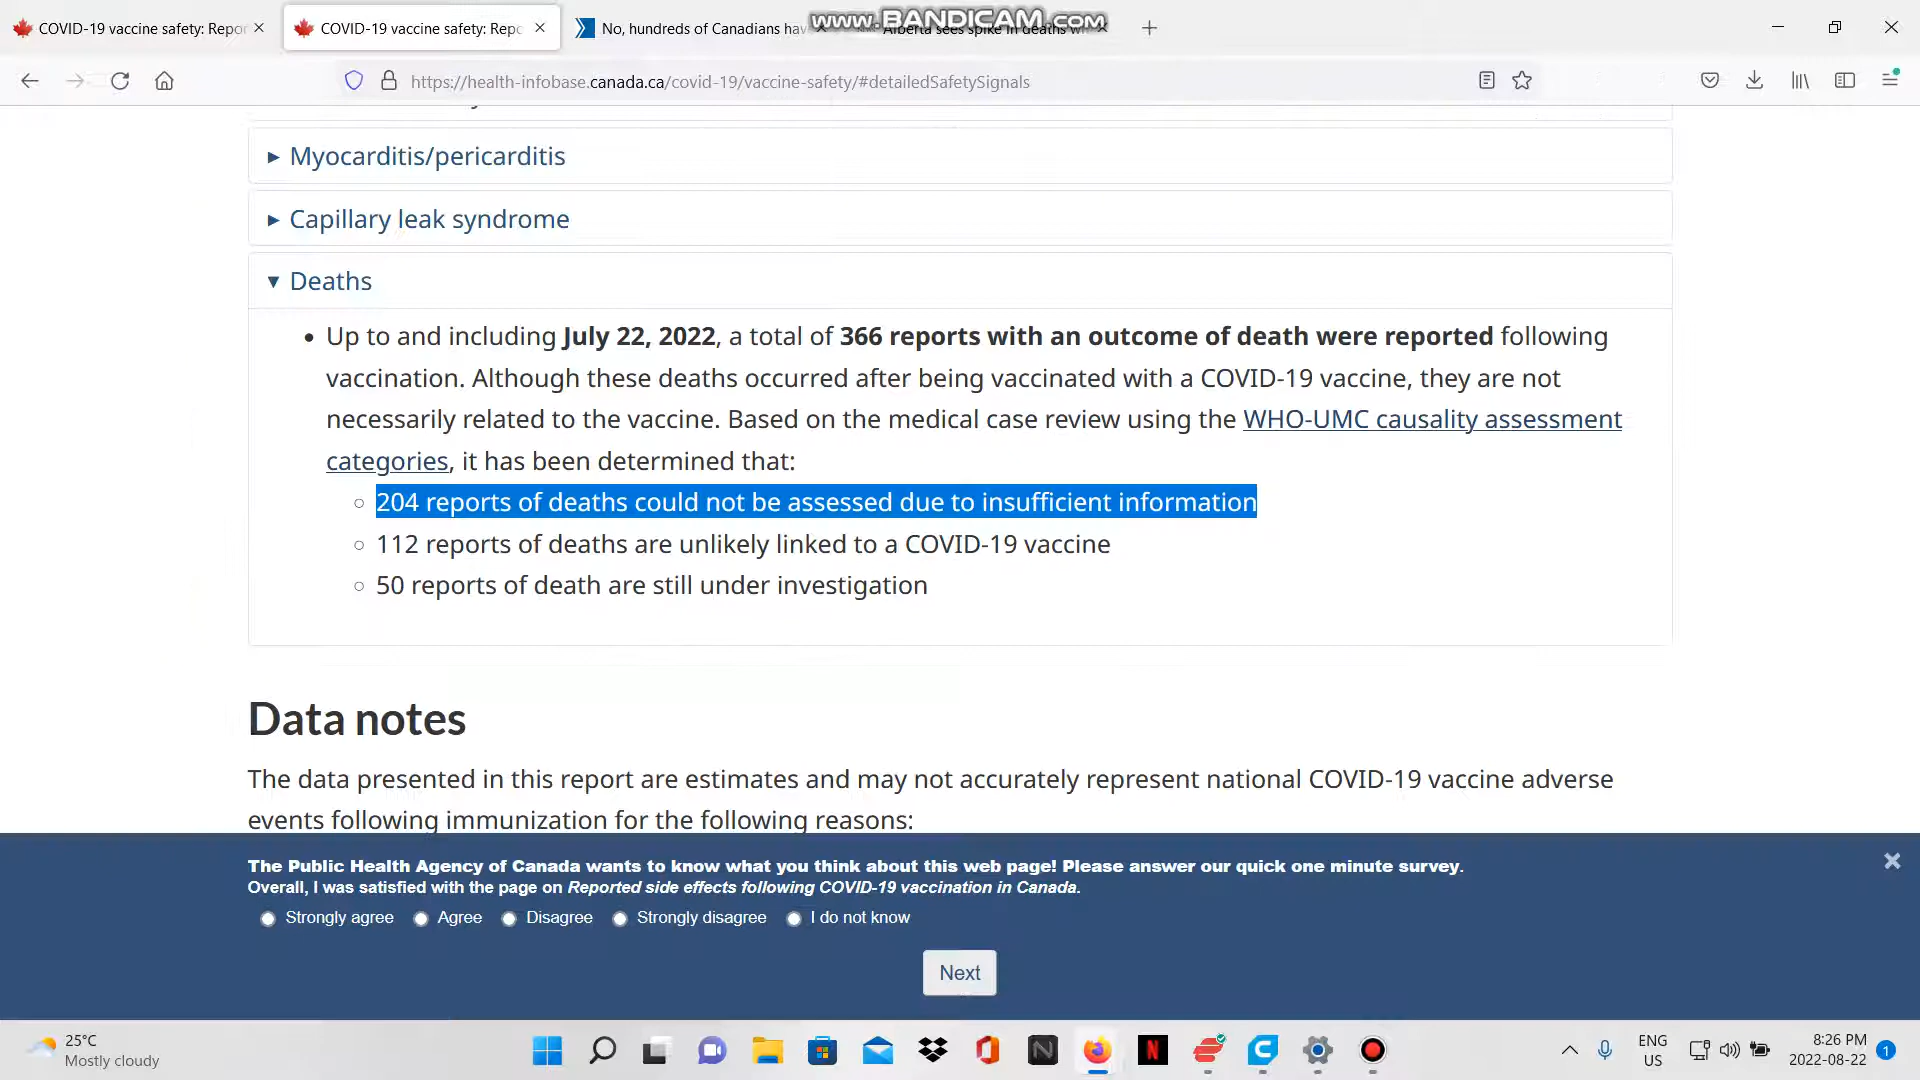 www.BANDICAM.com
COVID-19 vaccine safety: Repor
COVID-19 vaccine safety: Repo
No, hundreds of Canadians hav
Alberta sees spike in deaths w
https://health-infobase.canada.ca/covid-19/vaccine-safety/#detailedSafetySignals
Myocarditis/pericarditis
Capillary leak syndrome
Deaths
Up to and including July 22, 2022, a total of 366 reports with an outcome of death were reported following
vaccination. Although these deaths occurred after being vaccinated with a COVID-19 vaccine, they are not
necessarily related to the vaccine. Based on the medical case review using the WHO-UMC causality assessment
categories, it has been determined that:
204 reports of deaths could not be assessed due to insufficient information
112 reports of deaths are unlikely linked to a COVID-19 vaccine
50 reports of death are still under investigation
Data notes
The data presented in this report are estimates and may not accurately represent national COVID-19 vaccine adverse
events following immunization for the following reasons:
The Public Health Agency of Canada wants to know what you think about this web page! Please answer our quick one minute survey.
Overall, I was satisfied with the page on Reported side effects following COVID-19 vaccination in Canada.
Strongly agree Agree Disagree Strongly disagree I do not know
Next
25°C
Mostly cloudy
ENG
US
8:26 PM
2022-08-22
1